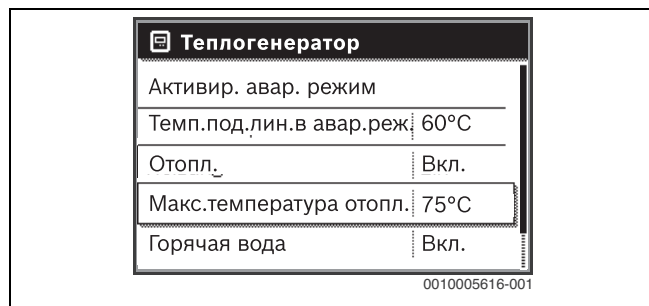 Теплогенератор
Активир. авар. режим
Темп.под.лин.в авар.реж. 60°C
Отопл. Вкл.
Макс.температура отопл. 75°C
Горячая вода Вкл.
0010005616-001